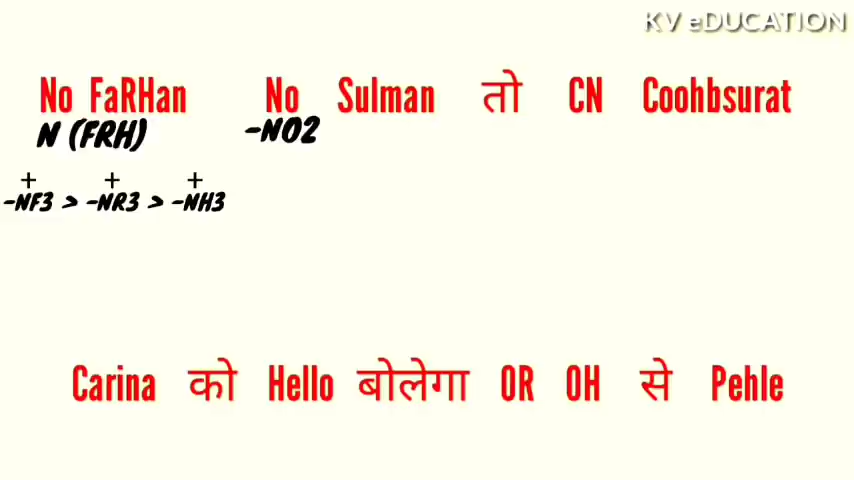 KV eDUCATION
No FaRHan No Sulman तो CN Coohbsurat
N (FRH) -NO2
+ + +
-NF3 > -NR3 > -NH3
Carina को Hello बोलेगा OR OH से Pehle